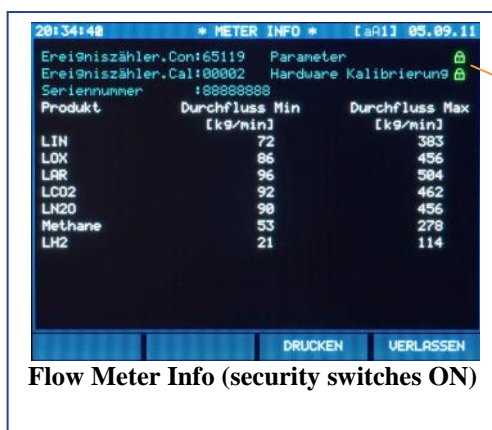 20:34:40 * METER INFO * [aA1] 05.09.11
Ereigniszähler.Con:65119 Parameter
Ereigniszähler.Cal:00002 Hardware Kalibrierung
Seriennummer :88888888
Produkt Durchfluss Min Durchfluss Max
[kg/min] [kg/min]
LIN 72 383
LOX 86 456
LAR 96 504
LCO2 92 462
LN2O 90 456
Methane 53 278
LH2 21 114
DRUCKEN VERLASSEN
Flow Meter Info (security switches ON)